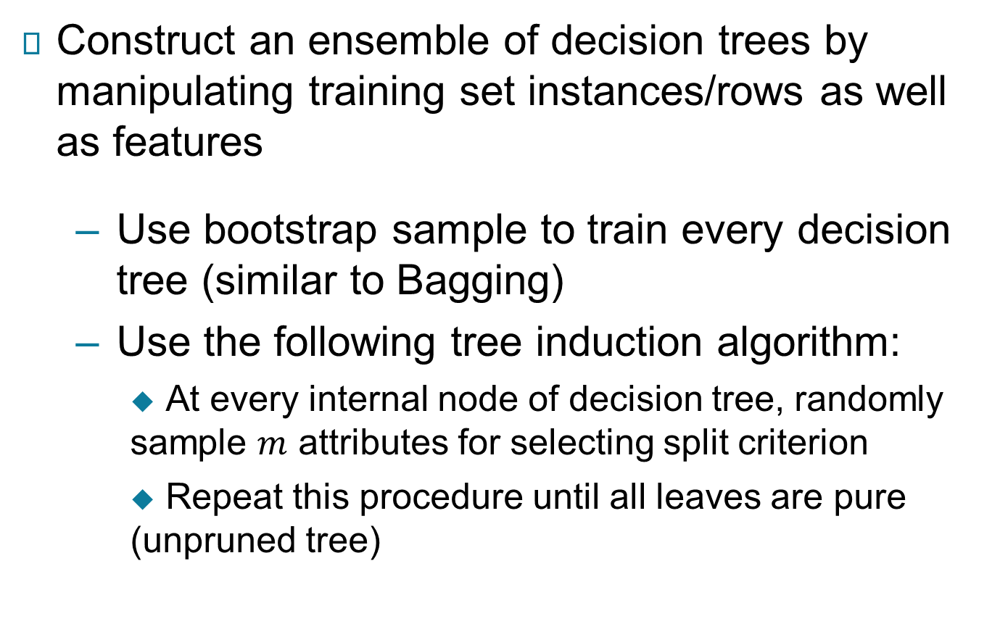 Construct an ensemble of decision trees by
manipulating training set instances/rows as well
as features
– Use bootstrap sample to train every decision
tree (similar to Bagging)
– Use the following tree induction algorithm:
◆ At every internal node of decision tree, randomly
sample 𝑚 attributes for selecting split criterion
◆ Repeat this procedure until all leaves are pure
(unpruned tree)